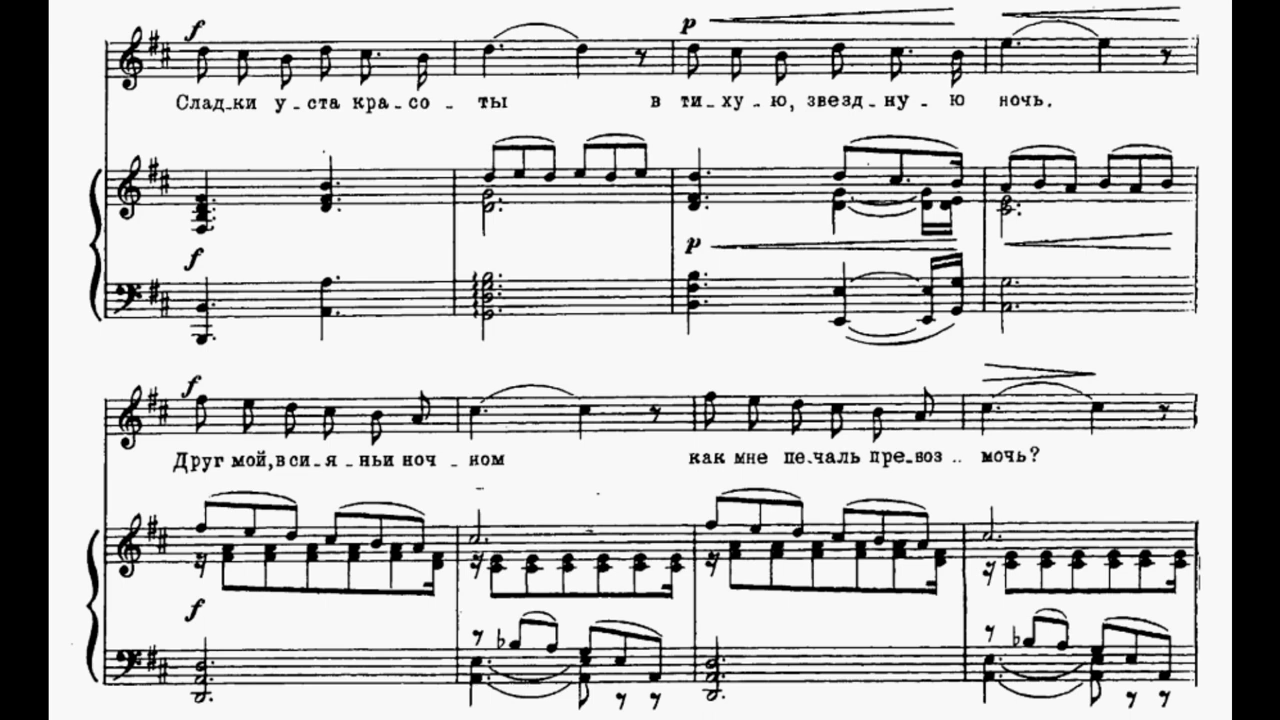 f p
Слад-ки у-ста кра-со-ты в ти-ху-ю, звезд-ну-ю ночь.
f p
f
Друг мой, в си-я-ньи ноч-ном как мне пе-чаль пре-воз-мочь?
f